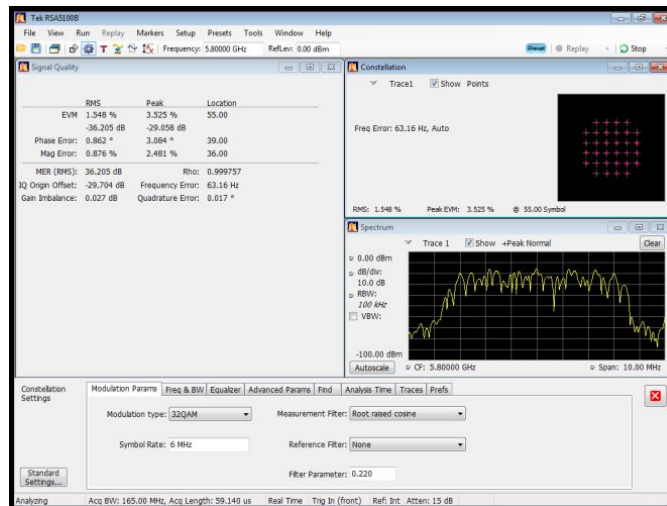 Tek RSA5100B
File View Run Replay Markers Setup Presets Tools Window Help
Frequency: 5.80000 GHz RefLev: 0.00 dBm Preset Replay Stop
Signal Quality
RMS Peak Location
EVM 1.548 % 3.525 % 55.00
-36.205 dB -29.058 dB
Phase Error: 0.862 ° 3.084 ° 39.00
Mag Error: 0.876 % 2.481 % 36.00
MER (RMS): 36.205 dB Rho: 0.999757
IQ Origin Offset: -29.704 dB Frequency Error: 63.16 Hz
Gain Imbalance: 0.027 dB Quadrature Error: 0.017 °
Constellation
Trace1 Show Points
Freq Error: 63.16 Hz, Auto
RMS: 1.548 % Peak EVM: 3.525 % @ 55.00 Symbol
Spectrum
Trace 1 Show +Peak Normal Clear
0.00 dBm
dB/div:
10.0 dB
RBW:
100 kHz
VBW:
-100.00 dBm
Autoscale CF: 5.80000 GHz Span: 10.00 MHz
Constellation
Settings
Modulation Params Freq & BW Equalizer Advanced Params Find Analysis Time Traces Prefs
Modulation type: 32QAM Measurement Filter: Root raised cosine
Symbol Rate: 6 MHz Reference Filter: None
Filter Parameter: 0.220
Standard
Settings...
Analyzing Acq BW: 165.00 MHz, Acq Length: 59.140 us Real Time Trig In (front) Ref: Int Atten: 15 dB